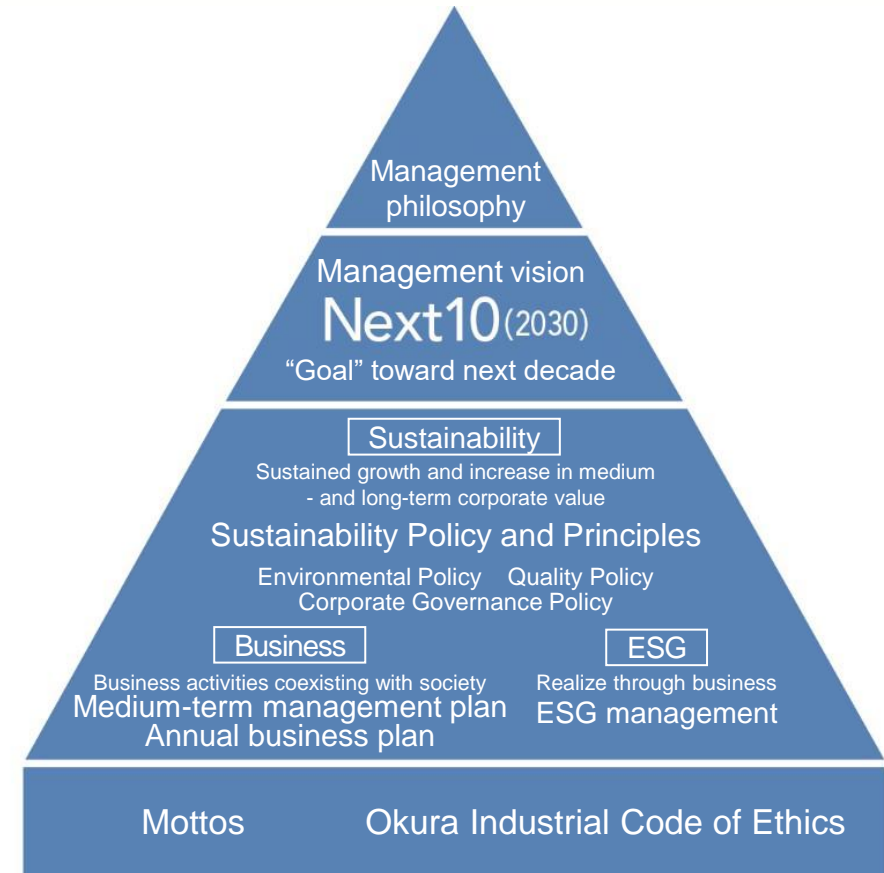 Management
philosophy
Management vision
Next10 (2030)
“Goal” toward next decade
Sustainability
Sustained growth and increase in medium
- and long-term corporate value
Sustainability Policy and Principles
Environmental Policy Quality Policy
Corporate Governance Policy
Business
Business activities coexisting with society
Medium-term management plan
Annual business plan
ESG
Realize through business
ESG management
Mottos
Okura Industrial Code of Ethics